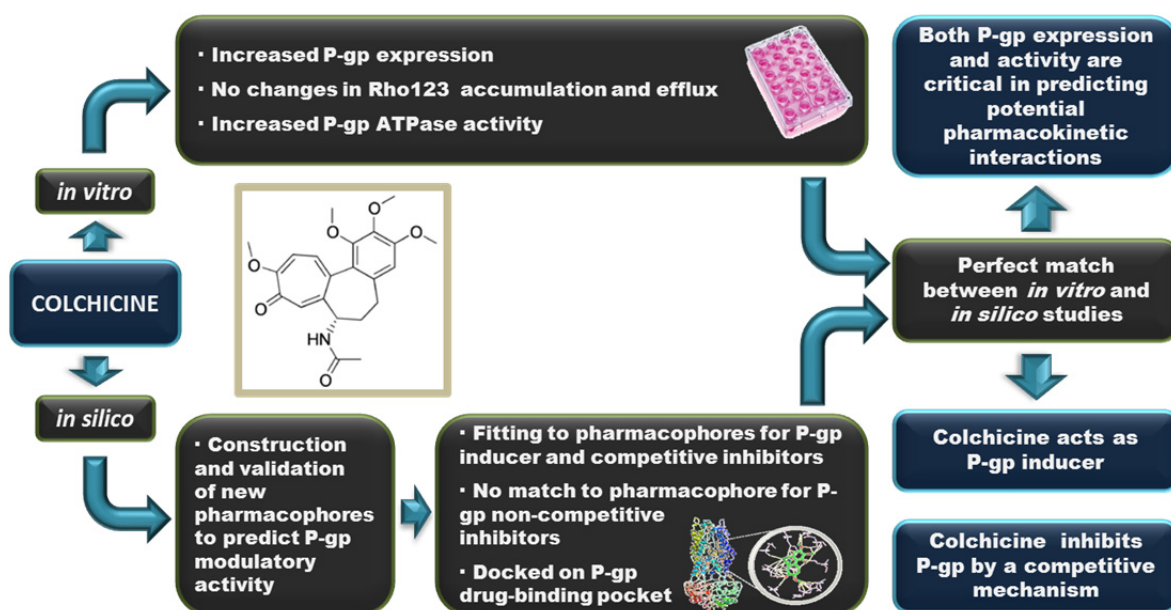 · Increased P-gp expression
· No changes in Rho123 accumulation and efflux
· Increased P-gp ATPase activity
Both P-gp expression
and activity are
critical in predicting
potential
pharmacokinetic
interactions
in vitro
COLCHICINE
in silico
O
O
O
O
O
HN
O
Perfect match
between in vitro and
in silico studies
· Construction
and validation
of new
pharmacophores
to predict P-gp
modulatory
activity
· Fitting to pharmacophores for P-gp
inducer and competitive inhibitors
· No match to pharmacophore for P-
gp non-competitive
inhibitors
· Docked on P-gp
drug-binding pocket
Colchicine acts as
P-gp inducer
Colchicine inhibits
P-gp by a competitive
mechanism